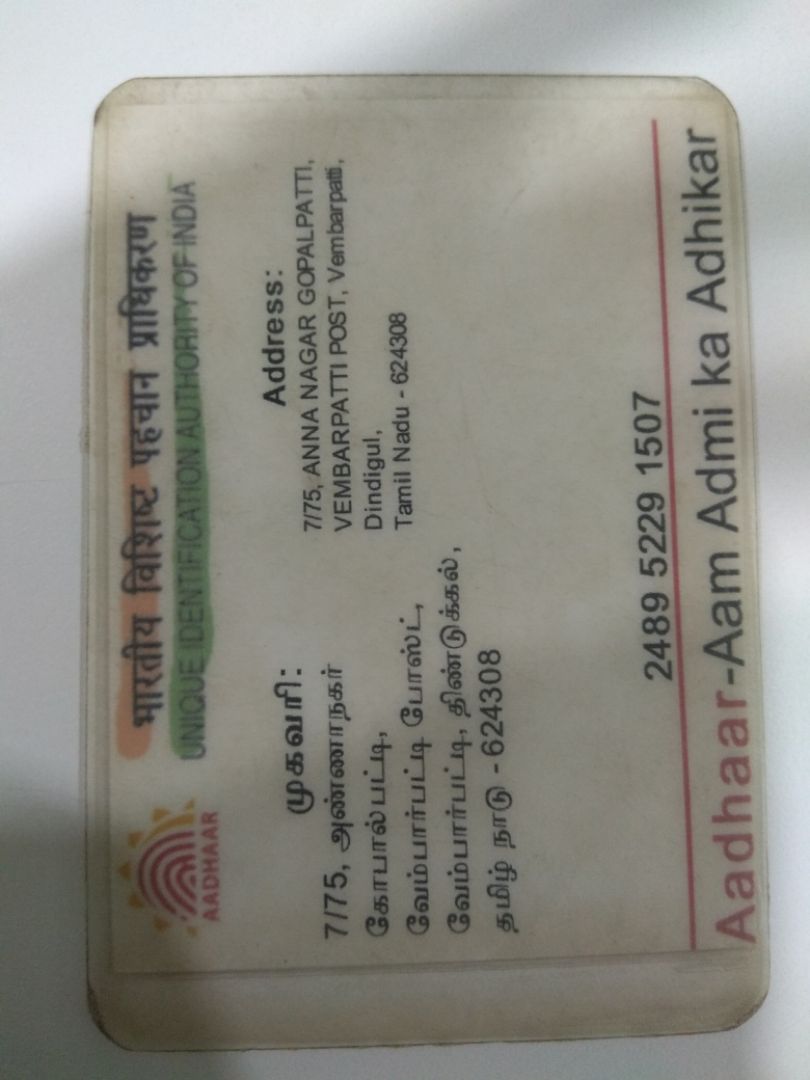 भारतीय विशिष्ट पहचान प्राधिकरण
UNIQUE IDENTIFICATION AUTHORITY OF INDIA
AADHAAR
முகவரி:
7/75, அண்ணாநகர்
கோபால்பட்டி,
வேம்பார்பட்டி போஸ்ட்,
வேம்பார்பட்டி, திண்டுக்கல்,
தமிழ் நாடு - 624308
Address:
7/75, ANNA NAGAR GOPALPATTI,
VEMBARPATTI POST, Vembarpatti,
Dindigul,
Tamil Nadu - 624308
2489 5229 1507
Aadhaar-Aam Admi ka Adhikar